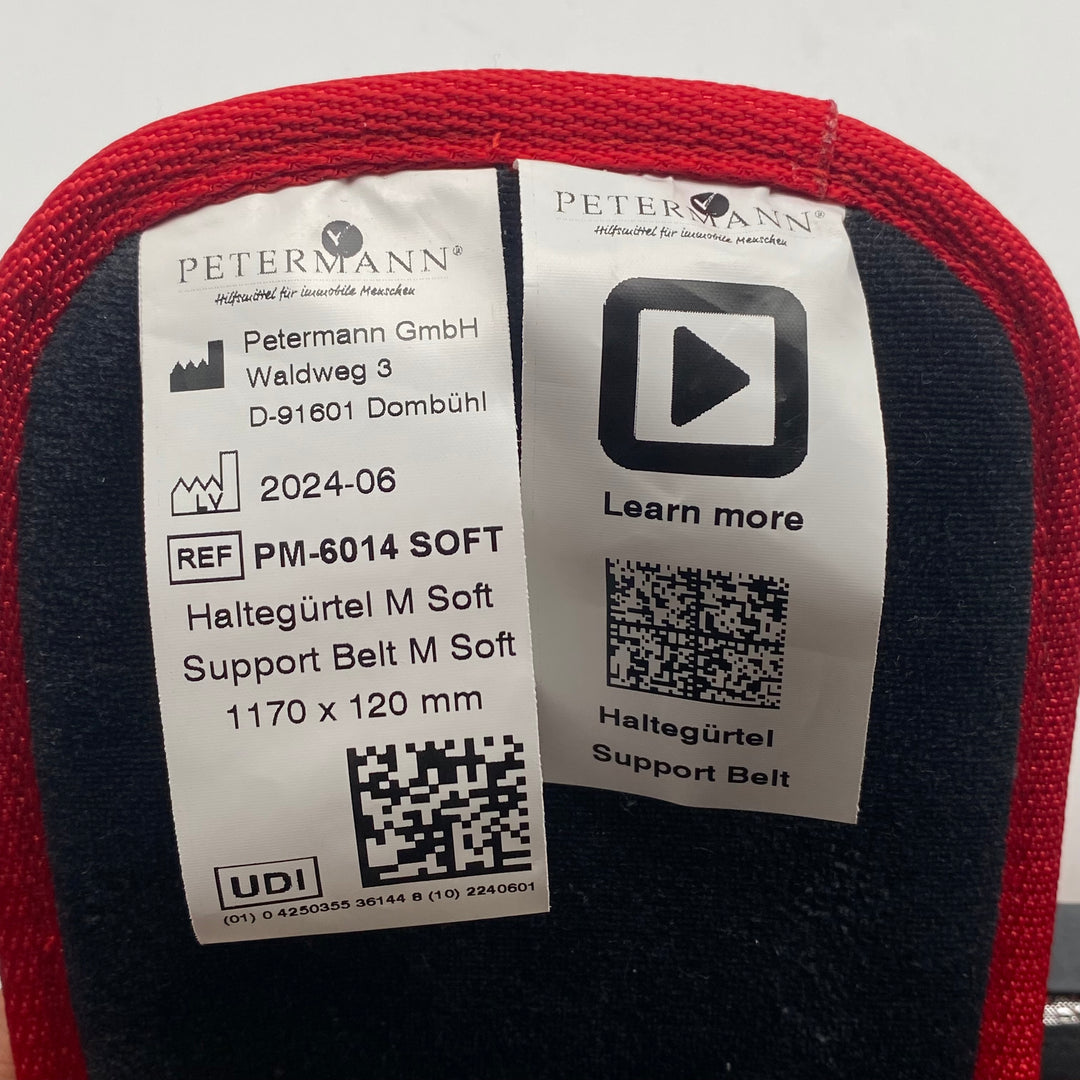 PETERMANN®
Hilfsmittel für immobile Menschen
Petermann GmbH
Waldweg 3
D-91601 Dombühl
LV
2024-06
REF PM-6014 SOFT
Haltegürtel M Soft
Support Belt M Soft
1170 x 120 mm
UDI
(01) 0 4250355 36144 8 (10) 2240601
PETERMANN®
Hilfsmittel für immobile Menschen
Learn more
Haltegürtel
Support Belt